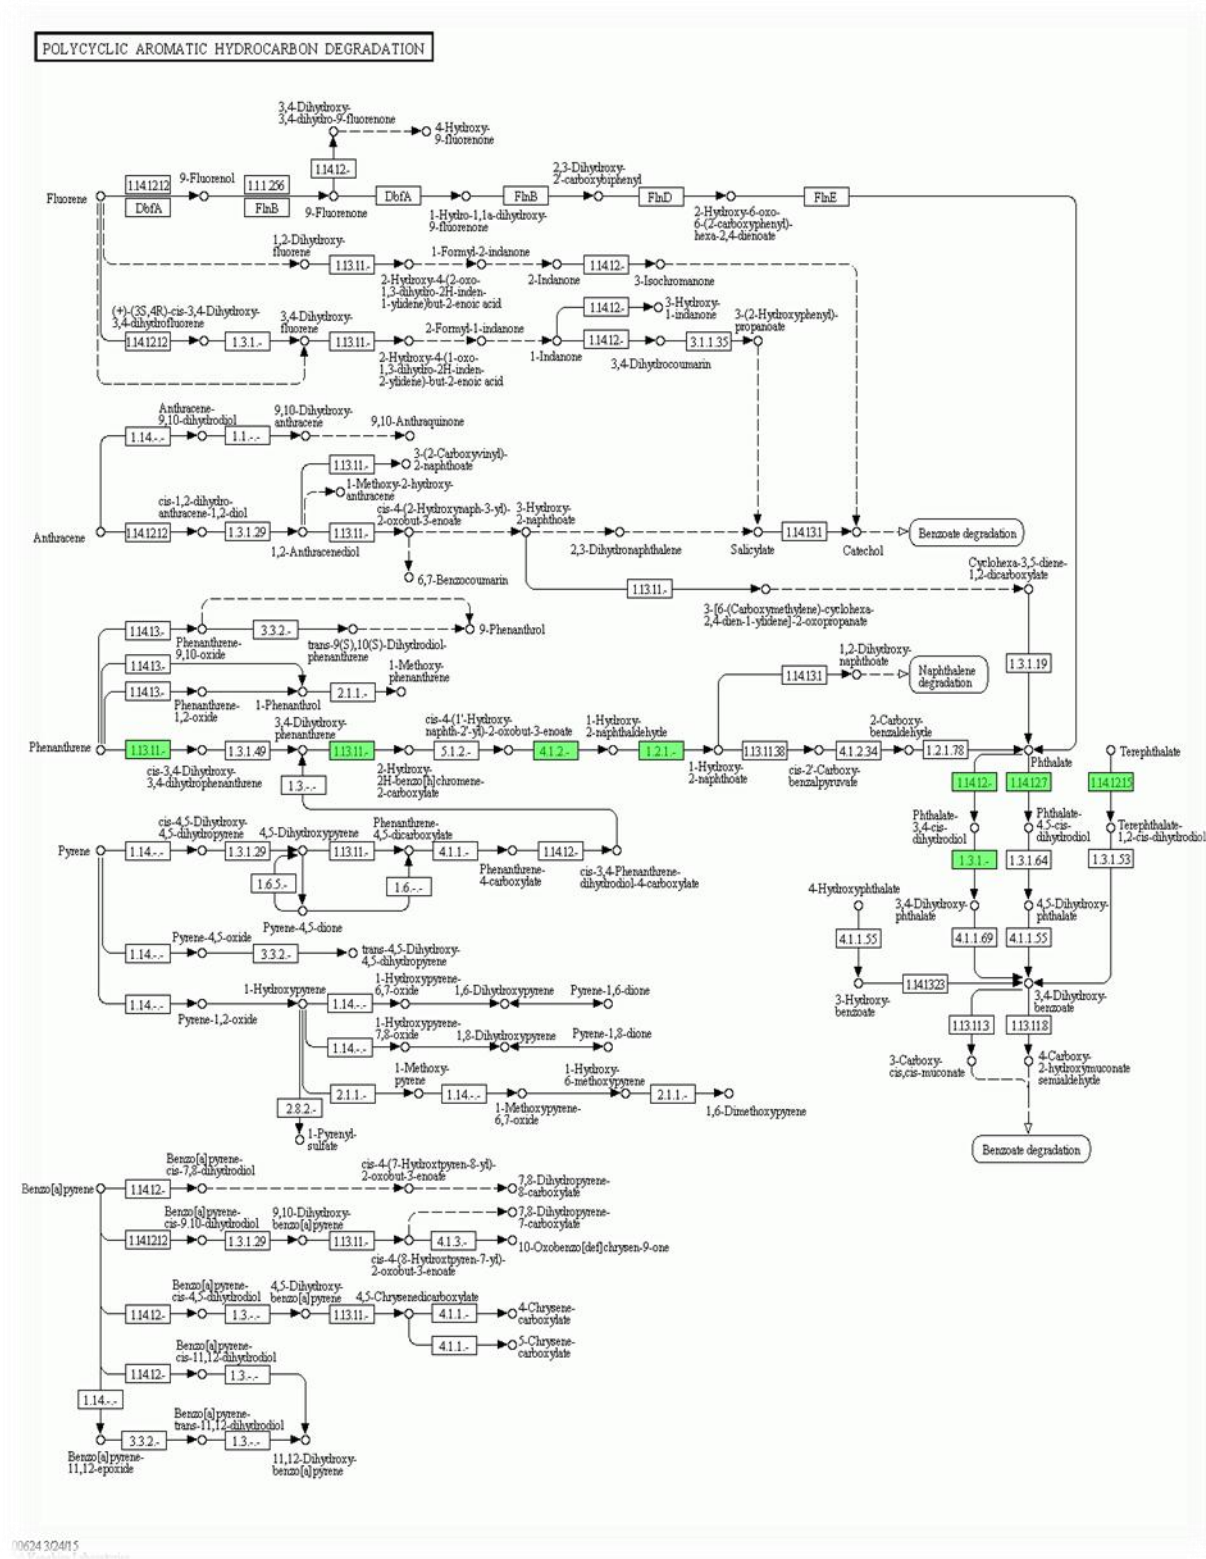 POLYCYCLIC AROMATIC HYDROCARBON DEGRADATION
3,4-Dihydroxy-
3,4-dihydro-9-fluorenone
4-Hydroxy-
9-fluorenone
1.14.12.-
Fluorene
1.14.12.12
DbfA
9-Fluorenol
1.1.1.256
FlnB
9-Fluorenone
DbfA
1-Hydro-1,1a-dihydroxy-
9-fluorenone
FlnB
2,3-Dihydroxy-
2'-carboxybiphenyl
FlnD
2-Hydroxy-6-oxo-
6-(2-carboxyphenyl)-
hexa-2,4-dienoate
FlnE
1,2-Dihydroxy-
fluorene
1.13.11.-
2-Hydroxy-4-(2-oxo-
1,3-dihydro-2H-inden-
1-ylidene)but-2-enoic acid
1-Formyl-2-indanone
2-Indanone
1.14.12.-
3-Isochromanone
(+)-(3S,4R)-cis-3,4-Dihydroxy-
3,4-dihydrofluorene
1.14.12.12
1.3.1.-
3,4-Dihydroxy-
fluorene
1.13.11.-
2-Hydroxy-4-(1-oxo-
1,3-dihydro-2H-inden-
2-ylidene)-but-2-enoic acid
2-Formyl-1-indanone
1-Indanone
1.14.12.-
3-Hydroxy-
1-indanone
1.14.12.-
3,4-Dihydrocoumarin
3.1.1.35
3-(2-Hydroxyphenyl)-
propanoate
Anthracene-
9,10-dihydrodiol
9,10-Dihydroxy-
anthracene
9,10-Anthraquinone
1.14.-.-
1.1.-.-
1.13.11.-
3-(2-Carboxyvinyl)-
2-naphthoate
1-Methoxy-2-hydroxy-
anthracene
cis-1,2-dihydro-
anthracene-1,2-diol
cis-4-(2-Hydroxynaph-3-yl)-
2-oxobut-3-enoate
3-Hydroxy-
2-naphthoate
Anthracene
1.14.12.12
1.3.1.29
1,2-Anthracenediol
1.13.11.-
2,3-Dihydronaphthalene
Salicylate
1.14.13.1
Catechol
Benzoate degradation
6,7-Benzocoumarin
1.13.11.-
3-[6-(Carboxymethylene)-cyclohexa-
2,4-dien-1-ylidene]-2-oxopropanate
Cyclohexa-3,5-diene-
1,2-dicarboxylate
1.3.1.19
1.14.13.-
Phenanthrene-
9,10-oxide
3.3.2.-
trans-9(S),10(S)-Dihydrodiol-
phenanthrene
9-Phenanthrol
1.14.13.-
1.14.13.-
Phenanthrene-
1,2-oxide
1-Phenanthrol
2.1.1.-
1-Methoxy-
phenanthrene
1.14.13.1
1,2-Dihydroxy-
naphthoate
Naphthalene
degradation
Phenanthrene
1.13.11.-
cis-3,4-Dihydroxy-
3,4-dihydrophenanthrene
1.3.1.49
3,4-Dihydroxy-
phenanthrene
1.13.11.-
2-Hydroxy-
2H-benzo[h]chromene-
2-carboxylate
5.1.2.-
cis-4-(1'-Hydroxy-
naphth-2'-yl)-2-oxobut-3-enoate
4.1.2.-
1-Hydroxy-
2-naphthaldehyde
1.2.1.-
1-Hydroxy-
2-naphthoate
1.13.11.38
cis-2'-Carboxy-
benzalpyruvate
4.1.2.34
2-Carboxy-
benzaldehyde
1.2.1.78
Phthalate
Terephthalate
1.3.-.-
1.14.12.-
1.14.12.7
1.14.12.15
Phthalate-
3,4-cis-
dihydrodiol
Phthalate-
4,5-cis-
dihydrodiol
Terephthalate-
1,2-cis-dihydrodiol
1.3.1.-
1.3.1.64
1.3.1.53
Pyrene
1.14.-.-
cis-4,5-Dihydroxy-
4,5-dihydropyrene
1.3.1.29
4,5-Dihydroxypyrene
1.13.11.-
Phenanthrene-
4,5-dicarboxylate
4.1.1.-
Phenanthrene-
4-carboxylate
1.14.12.-
cis-3,4-Phenanthrene-
dihydrodiol-4-carboxylate
1.6.5.-
1.6.-.-
Pyrene-4,5-dione
4-Hydroxyphthalate
3,4-Dihydroxy-
phthalate
4,5-Dihydroxy-
phthalate
4.1.1.55
4.1.1.69
4.1.1.55
1.14.-.-
Pyrene-4,5-oxide
3.3.2.-
trans-4,5-Dihydroxy-
4,5-dihydropyrene
3-Hydroxy-
benzoate
1.14.13.23
3,4-Dihydroxy-
benzoate
1.14.-.-
Pyrene-1,2-oxide
1-Hydroxypyrene
1.14.-.-
1-Hydroxypyrene-
6,7-oxide
1,6-Dihydroxypyrene
Pyrene-1,6-dione
1.13.11.3
1.13.11.8
1.14.-.-
1-Hydroxypyrene-
7,8-oxide
1,8-Dihydroxypyrene
Pyrene-1,8-dione
3-Carboxy-
cis,cis-muconate
4-Carboxy-
2-hydroxymuconate
semialdehyde
2.1.1.-
1-Methoxy-
pyrene
1.14.-.-
1-Methoxypyrene-
6,7-oxide
1-Hydroxy-
6-methoxypyrene
2.1.1.-
1,6-Dimethoxypyrene
2.8.2.-
1-Pyrenyl-
sulfate
Benzoate degradation
Benzo[a]pyrene
1.14.12.-
Benzo[a]pyrene-
cis-7,8-dihydrodiol
cis-4-(7-Hydroxtpyren-8-yl)-
2-oxobut-3-enoate
7,8-Dihydropyrene-
8-carboxylate
1.14.12.12
Benzo[a]pyrene-
cis-9,10-dihydrodiol
1.3.1.29
9,10-Dihydroxy-
benzo[a]pyrene
1.13.11.-
cis-4-(8-Hydroxtpyren-7-yl)-
2-oxobut-3-enoate
7,8-Dihydropyrene-
7-carboxylate
4.1.3.-
10-Oxobenzo[def]chrysen-9-one
1.14.12.-
Benzo[a]pyrene-
cis-4,5-dihydrodiol
1.3.-.-
4,5-Dihydroxy-
benzo[a]pyrene
1.13.11.-
4,5-Chrysenedicarboxylate
4.1.1.-
4-Chrysene-
carboxylate
4.1.1.-
5-Chrysene-
carboxylate
1.14.12.-
Benzo[a]pyrene-
cis-11,12-dihydrodiol
1.3.-.-
1.14.-.-
Benzo[a]pyrene-
11,12-epoxide
3.3.2.-
Benzo[a]pyrene-
trans-11,12-dihydrodiol
1.3.-.-
11,12-Dihydroxy-
benzo[a]pyrene
00624 3/24/15